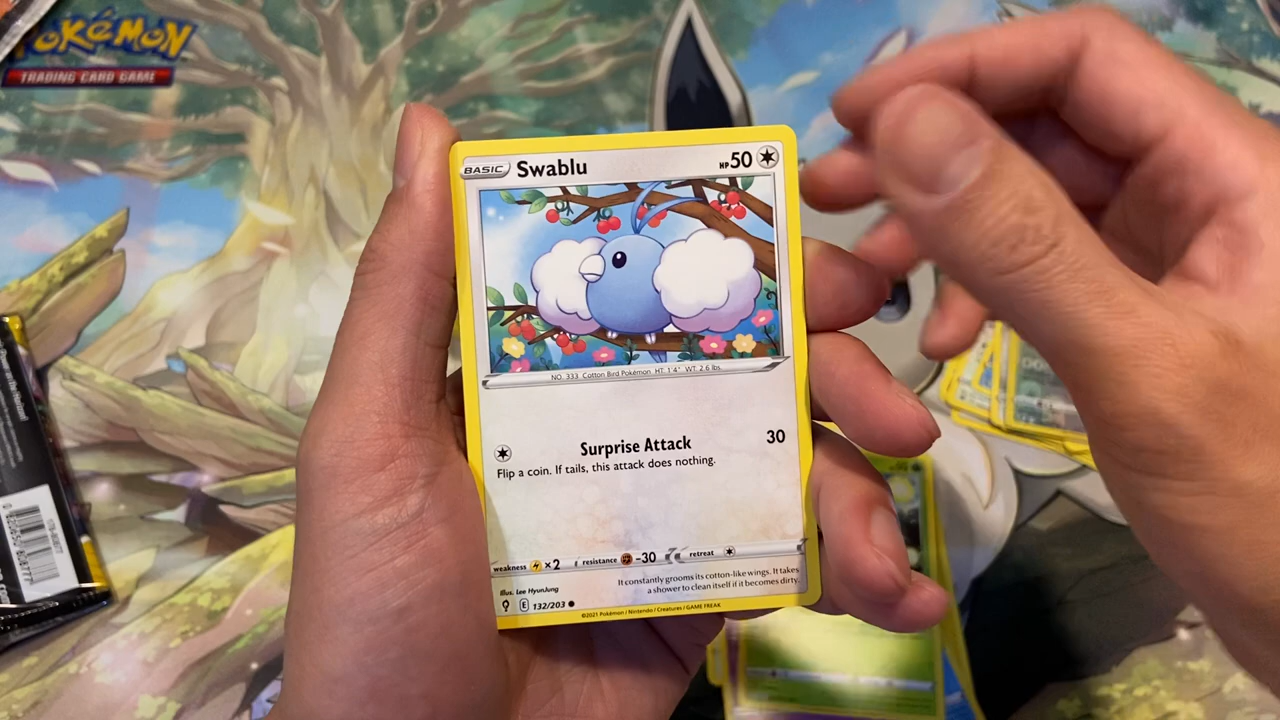 POKéMON
TRADING CARD GAME
BASIC Swablu HP 50
NO. 333 Cotton Bird Pokémon HT: 1'4" WT: 2.6 lbs.
Surprise Attack 30
Flip a coin. If tails, this attack does nothing.
weakness ×2 resistance -30 retreat
It constantly grooms its cotton-like wings. It takes
a shower to clean itself if it becomes dirty.
Illus. Lee HyunJung
E 132/203
©2021 Pokémon / Nintendo / Creatures / GAME FREAK